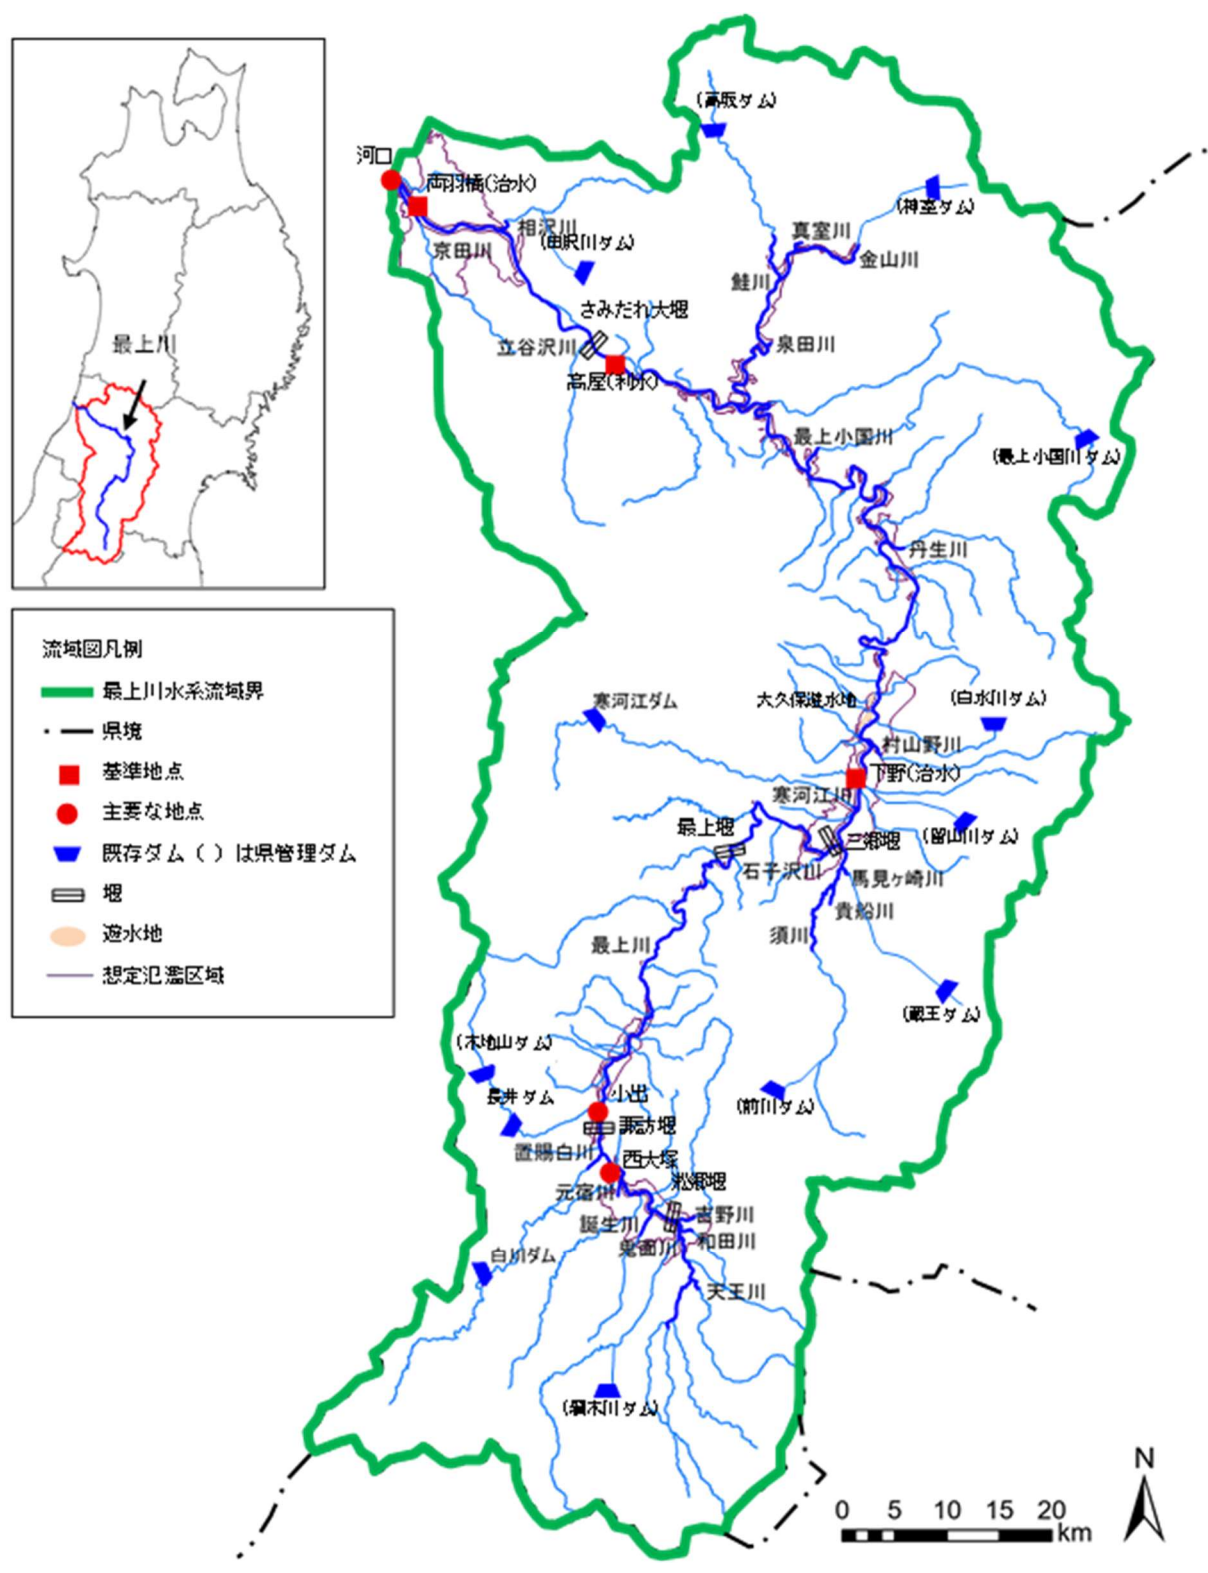 最上川
流域図凡例
最上川水系流域界
県境
基準地点
主要な地点
既存ダム（ ）は県管理ダム
堰
遊水地
想定氾濫区域
(高坂ダム)
河口
両羽橋(治水)
(神室ダム)
相沢川
(田沢川ダム)
京田川
真室川
金山川
鮭川
さみだれ大堰
立谷沢川
泉田川
高屋(利水)
最上小国川
(最上小国川ダム)
丹生川
寒河江ダム
大久保遊水地
(白水川ダム)
村山野川
下野(治水)
寒河江川
最上堰
三郷堰
(留山川ダム)
石子沢川
馬見ヶ崎川
貴船川
須川
最上川
(蔵王ダム)
(木地山ダム)
長井ダム
小出
(前川ダム)
諏訪堰
置賜白川
西大塚
元宿川
松郷堰
誕生川
吉野川
鬼面川
和田川
白川ダム
天王川
(綱木川ダム)
N
0 5 10 15 20
km